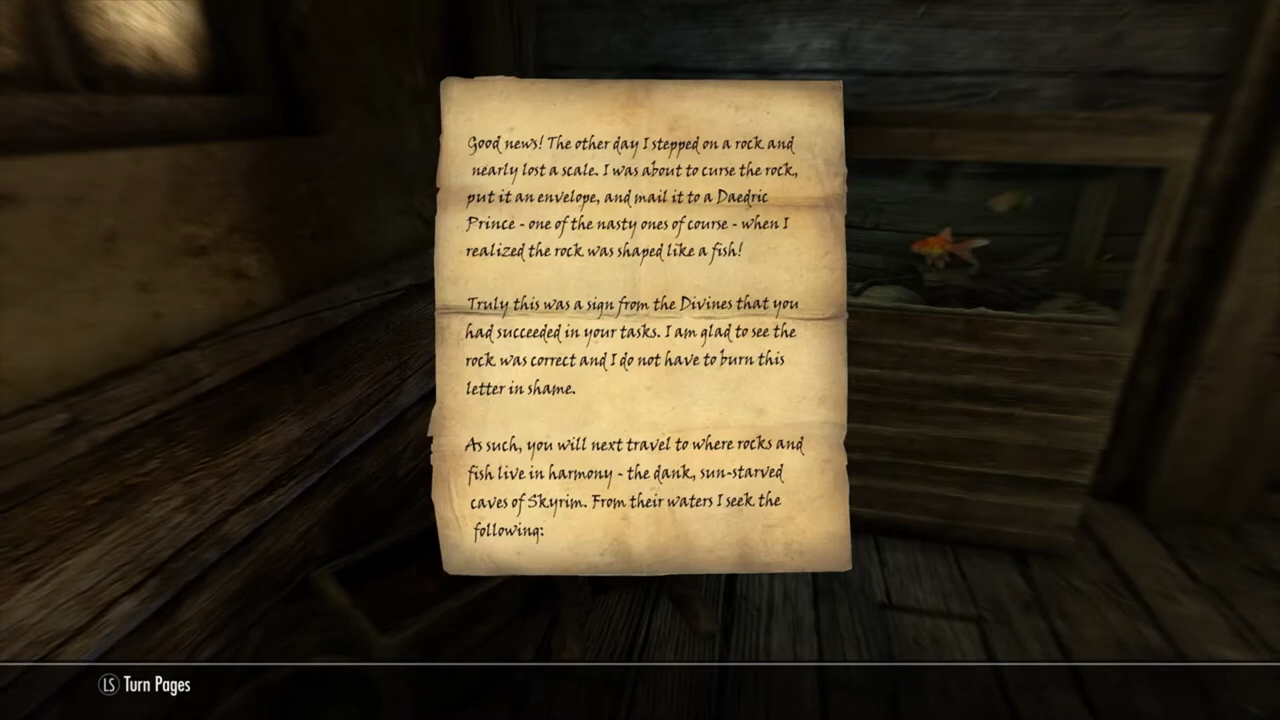 Good news! The other day I stepped on a rock and
nearly lost a scale. I was about to curse the rock,
put it an envelope, and mail it to a Daedric
Prince - one of the nasty ones of course - when I
realized the rock was shaped like a fish!
Truly this was a sign from the Divines that you
had succeeded in your tasks. I am glad to see the
rock was correct and I do not have to burn this
letter in shame.
As such, you will next travel to where rocks and
fish live in harmony - the dank, sun-starved
caves of Skyrim. From their waters I seek the
following:
LS Turn Pages